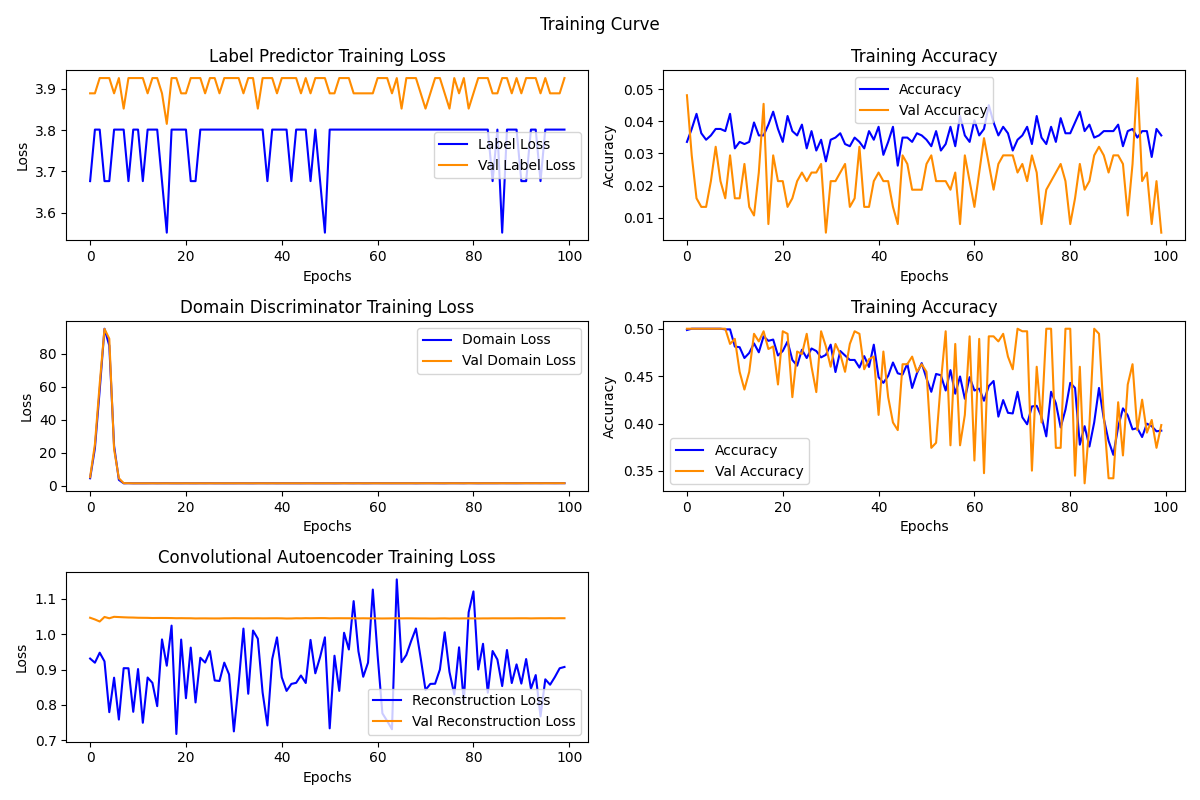 Training Curve
Label Predictor Training Loss
Loss
3.9
3.8
3.7
3.6
0 20 40 60 80 100
Epochs
Label Loss
Val Label Loss
Training Accuracy
Accuracy
0.05
0.04
0.03
0.02
0.01
0 20 40 60 80 100
Epochs
Accuracy
Val Accuracy
Domain Discriminator Training Loss
Loss
80
60
40
20
0
0 20 40 60 80 100
Epochs
Domain Loss
Val Domain Loss
Training Accuracy
Accuracy
0.50
0.45
0.40
0.35
0 20 40 60 80 100
Epochs
Accuracy
Val Accuracy
Convolutional Autoencoder Training Loss
Loss
1.1
1.0
0.9
0.8
0.7
0 20 40 60 80 100
Epochs
Reconstruction Loss
Val Reconstruction Loss